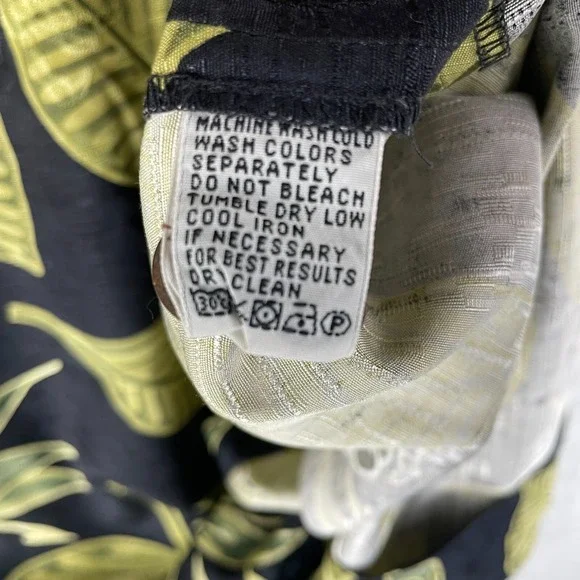 MACHINE WASH COLD
WASH COLORS
SEPARATELY
DO NOT BLEACH
TUMBLE DRY LOW
COOL IRON
IF NECESSARY
FOR BEST RESULTS
DRY CLEAN
30c P